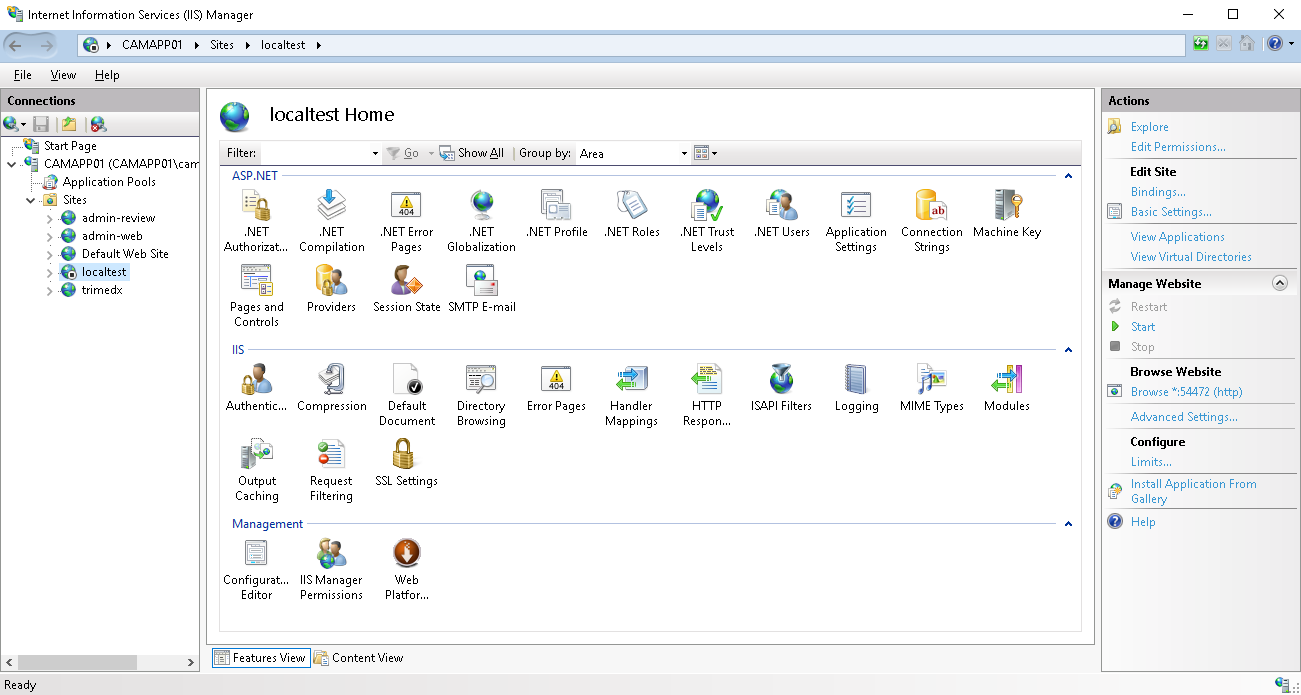 Internet Information Services (IIS) Manager
CAMAPP01 Sites localtest
File View Help
Connections
Start Page
CAMAPP01 (CAMAPP01\cam
Application Pools
Sites
admin-review
admin-web
Default Web Site
localtest
trimedx
localtest Home
Filter: Go Show All Group by: Area
ASP.NET
.NET Authorizat...
.NET Compilation
.NET Error Pages
.NET Globalization
.NET Profile
.NET Roles
.NET Trust Levels
.NET Users
Application Settings
Connection Strings
Machine Key
Pages and Controls
Providers
Session State
SMTP E-mail
IIS
Authentic...
Compression
Default Document
Directory Browsing
404
Error Pages
Handler Mappings
HTTP Respon...
ISAPI Filters
Logging
MIME Types
Modules
Output Caching
Request Filtering
SSL Settings
Management
Configurat... Editor
IIS Manager Permissions
Web Platfor...
Features View Content View
Actions
Explore
Edit Permissions...
Edit Site
Bindings...
Basic Settings...
View Applications
View Virtual Directories
Manage Website
Restart
Start
Stop
Browse Website
Browse *:54472 (http)
Advanced Settings...
Configure
Limits...
Install Application From
Gallery
Help
Ready